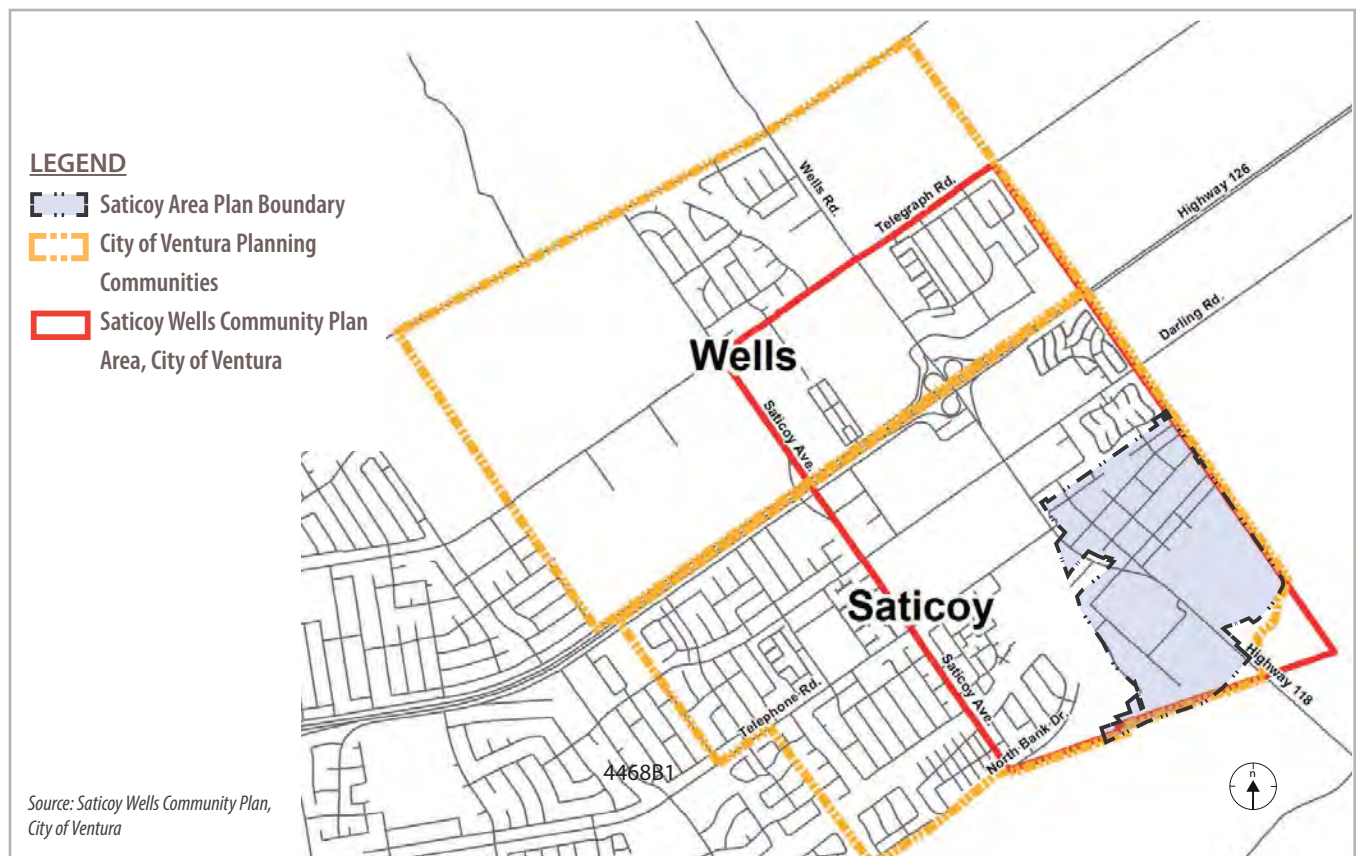 LEGEND
Saticoy Area Plan Boundary
City of Ventura Planning
Communities
Saticoy Wells Community Plan
Area, City of Ventura
Wells Rd.
Telegraph Rd.
Highway 126
Darling Rd.
Wells
Saticoy Ave.
Saticoy
Saticoy Ave.
Highway 118
Telephone Rd.
North Bank Dr.
4468B1
n
Source: Saticoy Wells Community Plan,
City of Ventura